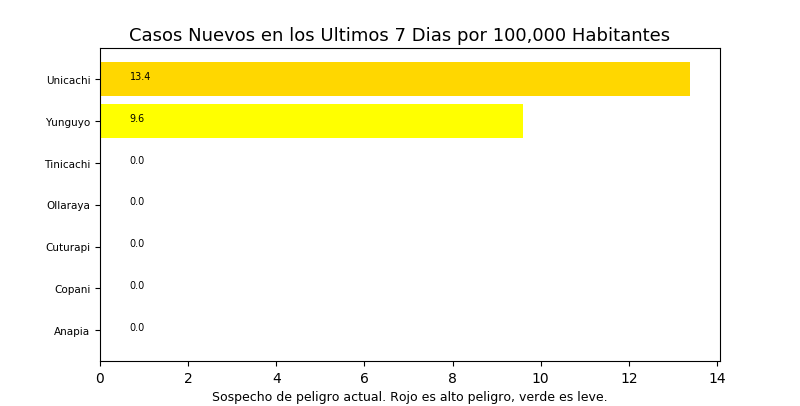 Casos Nuevos en los Ultimos 7 Dias por 100,000 Habitantes
Unicachi 13.4
Yunguyo 9.6
Tinicachi 0.0
Ollaraya 0.0
Cuturapi 0.0
Copani 0.0
Anapia 0.0
0 2 4 6 8 10 12 14
Sospecho de peligro actual. Rojo es alto peligro, verde es leve.